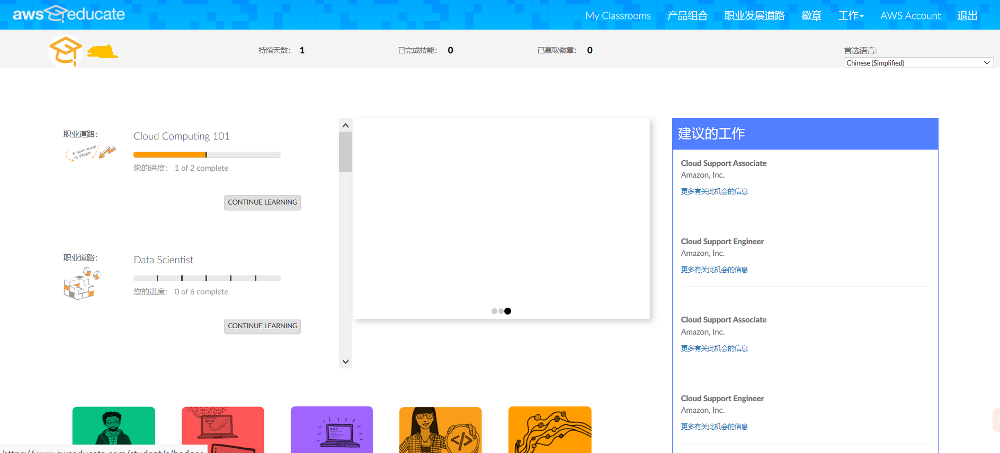 aws educate
My Classrooms 产品组合 职业发展道路 徽章 工作 AWS Account 退出
持续天数： 1 已完成技能： 0 已赢取徽章： 0
首选语言:
Chinese (Simplified)
职业道路：
A GOOD PLACE TO START!
Cloud Computing 101
您的进度： 1 of 2 complete
CONTINUE LEARNING
职业道路：
Data Scientist
您的进度： 0 of 6 complete
CONTINUE LEARNING
建议的工作
Cloud Support Associate
Amazon, Inc.
更多有关此机会的信息
Cloud Support Engineer
Amazon, Inc.
更多有关此机会的信息
Cloud Support Associate
Amazon, Inc.
更多有关此机会的信息
Cloud Support Engineer
Amazon, Inc.
更多有关此机会的信息
</>
https://www.awseducate.com/student/s/badges